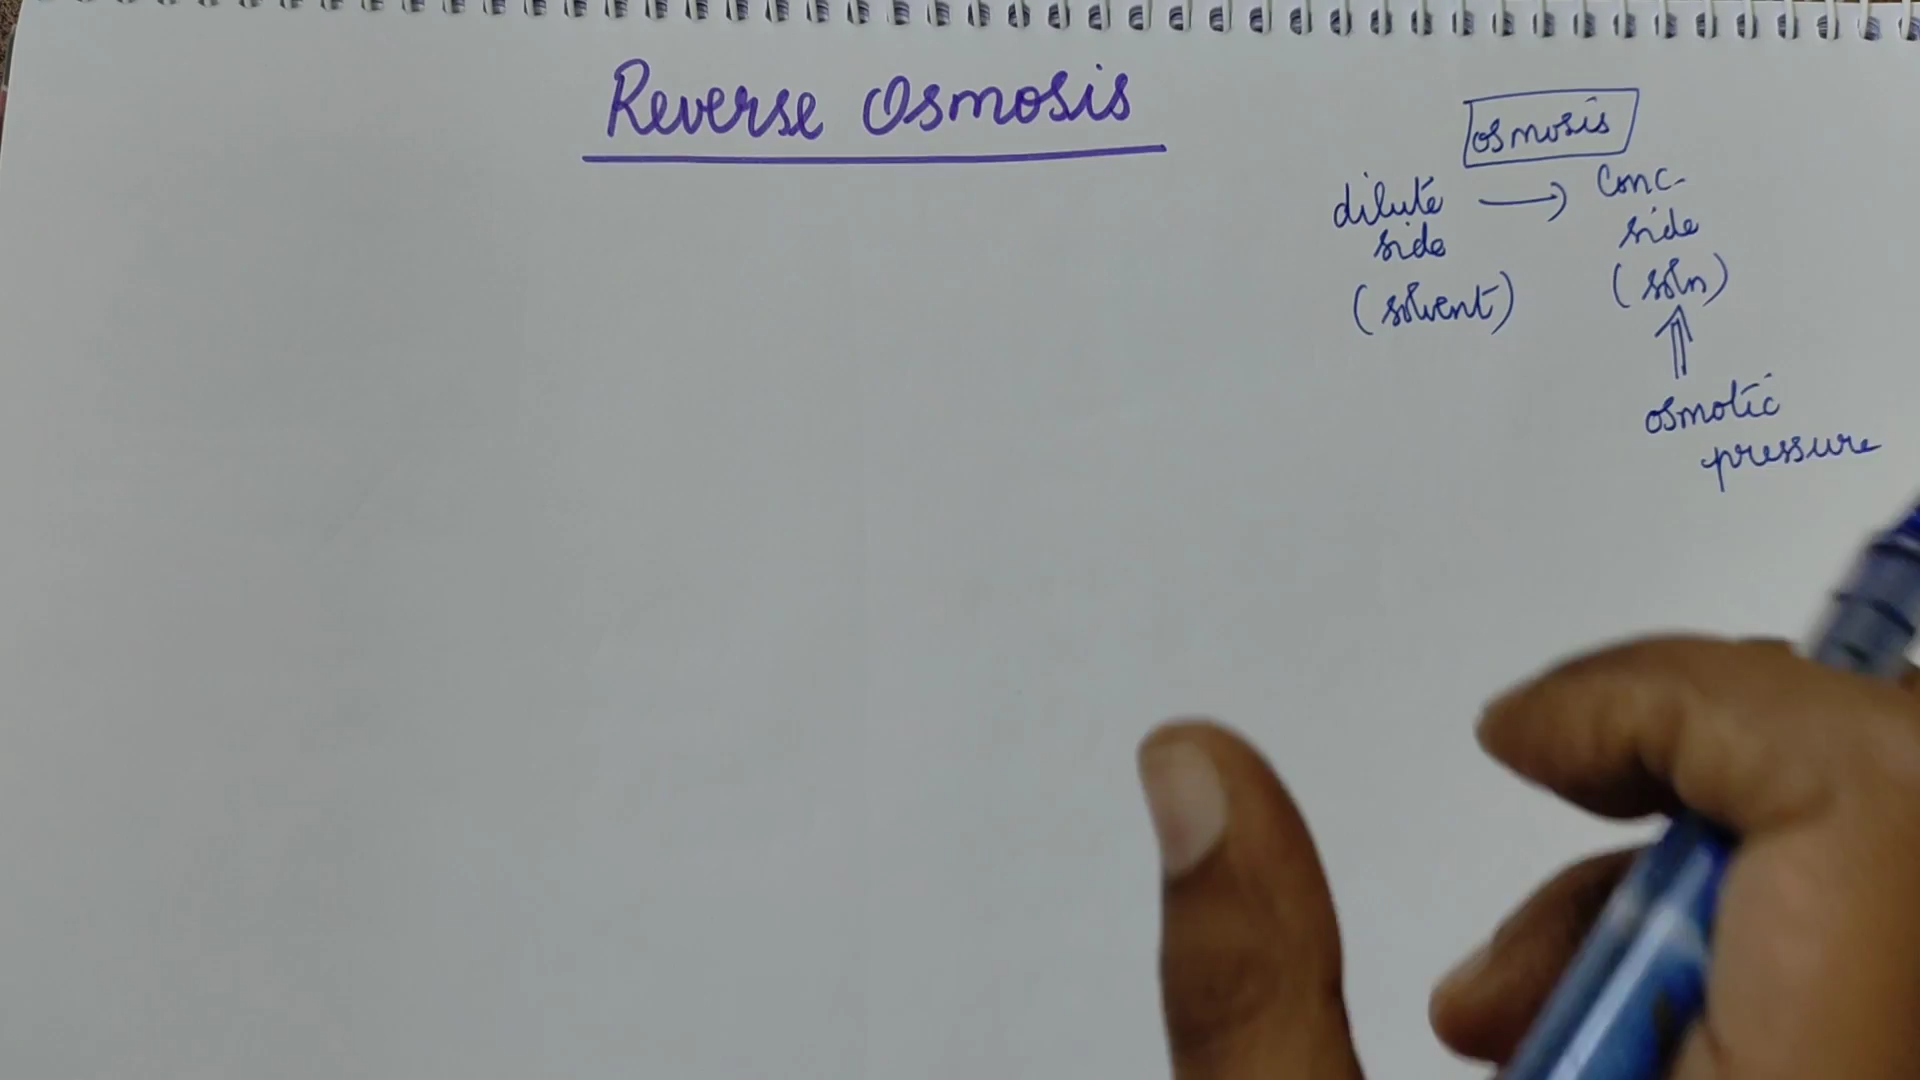 Reverse Osmosis
osmosis
dilute → conc.
side side
(solvent) (soln)
⇑
osmotic
pressure